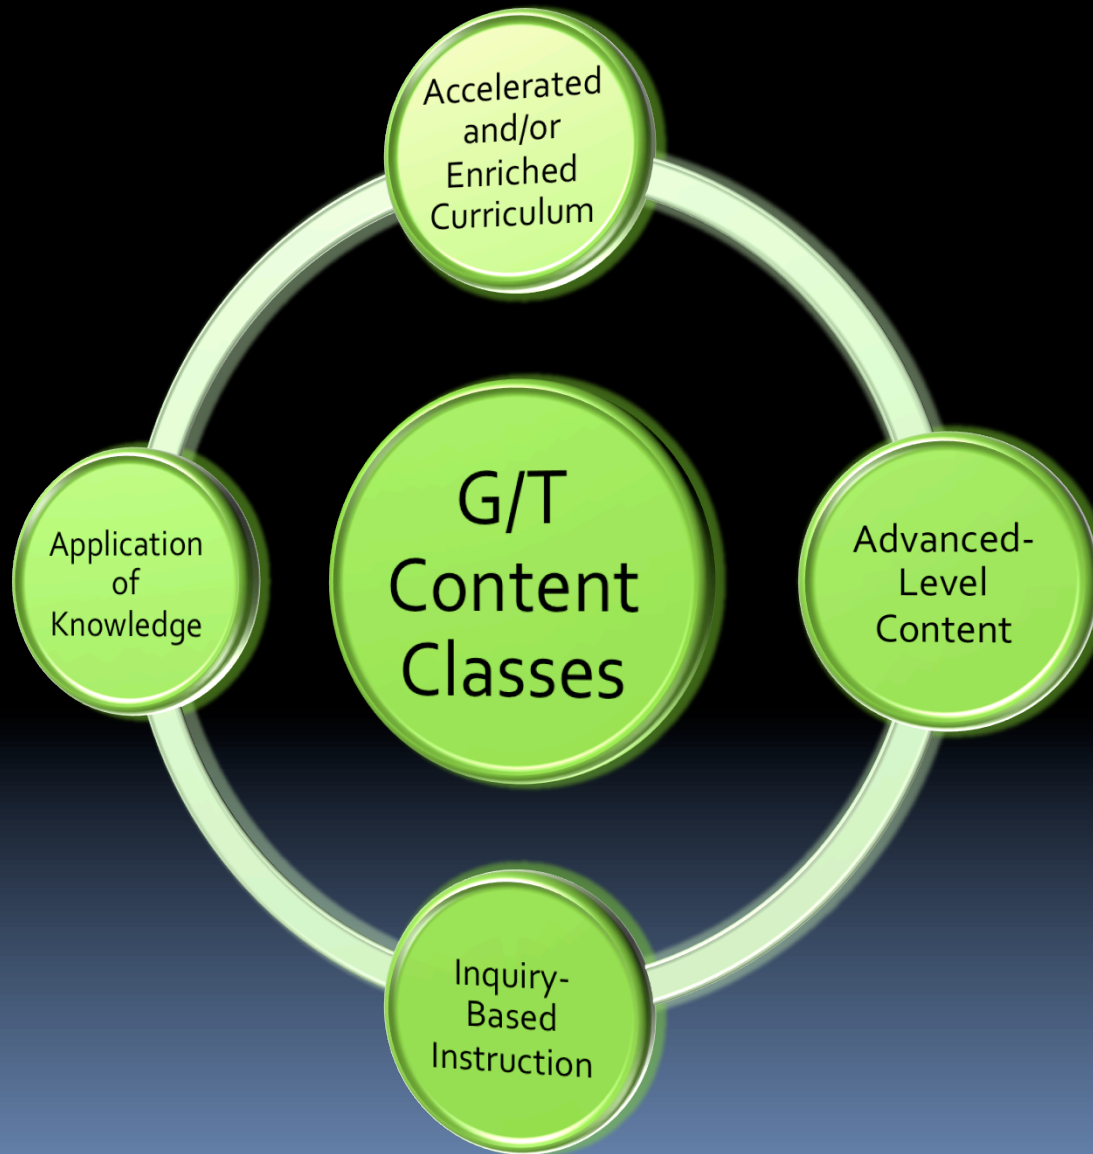 Accelerated
and/or
Enriched
Curriculum
G/T
Content
Classes
Advanced-
Level
Content
Inquiry-
Based
Instruction
Application
of
Knowledge